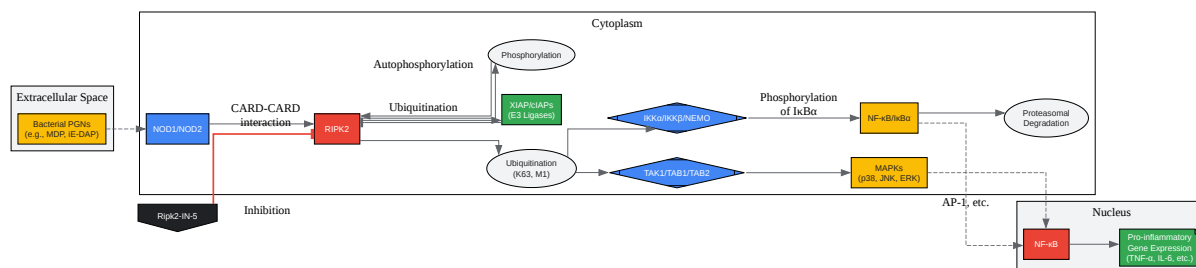 Cytoplasm
Phosphorylation
Autophosphorylation
Extracellular Space
Bacterial PGNs
(e.g., MDP, iE-DAP)
NOD1/NOD2
CARD-CARD
interaction
RIPK2
Ubiquitination
XIAP/cIAPs
(E3 Ligases)
IKKα/IKKβ/NEMO
Phosphorylation
of IκBα
NF-κB/IκBα
Proteasomal
Degradation
Ubiquitination
(K63, M1)
TAK1/TAB1/TAB2
MAPKs
(p38, JNK, ERK)
Ripk2-IN-5
Inhibition
AP-1, etc.
Nucleus
NF-κB
Pro-inflammatory
Gene Expression
(TNF-α, IL-6, etc.)